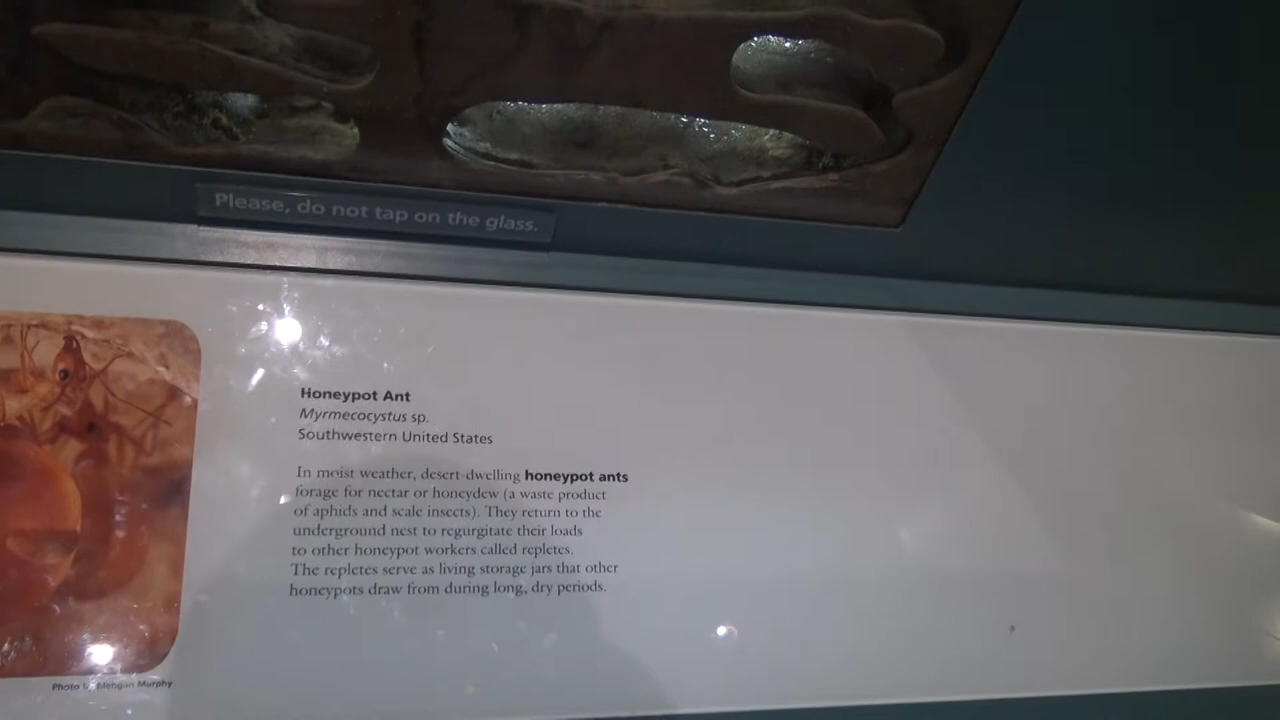 Please, do not tap on the glass.
Honeypot Ant
Myrmecocystus sp.
Southwestern United States
In moist weather, desert-dwelling honeypot ants
forage for nectar or honeydew (a waste product
of aphids and scale insects). They return to the
underground nest to regurgitate their loads
to other honeypot workers called repletes.
The repletes serve as living storage jars that other
honeypots draw from during long, dry periods.
Photo by Mehgan Murphy